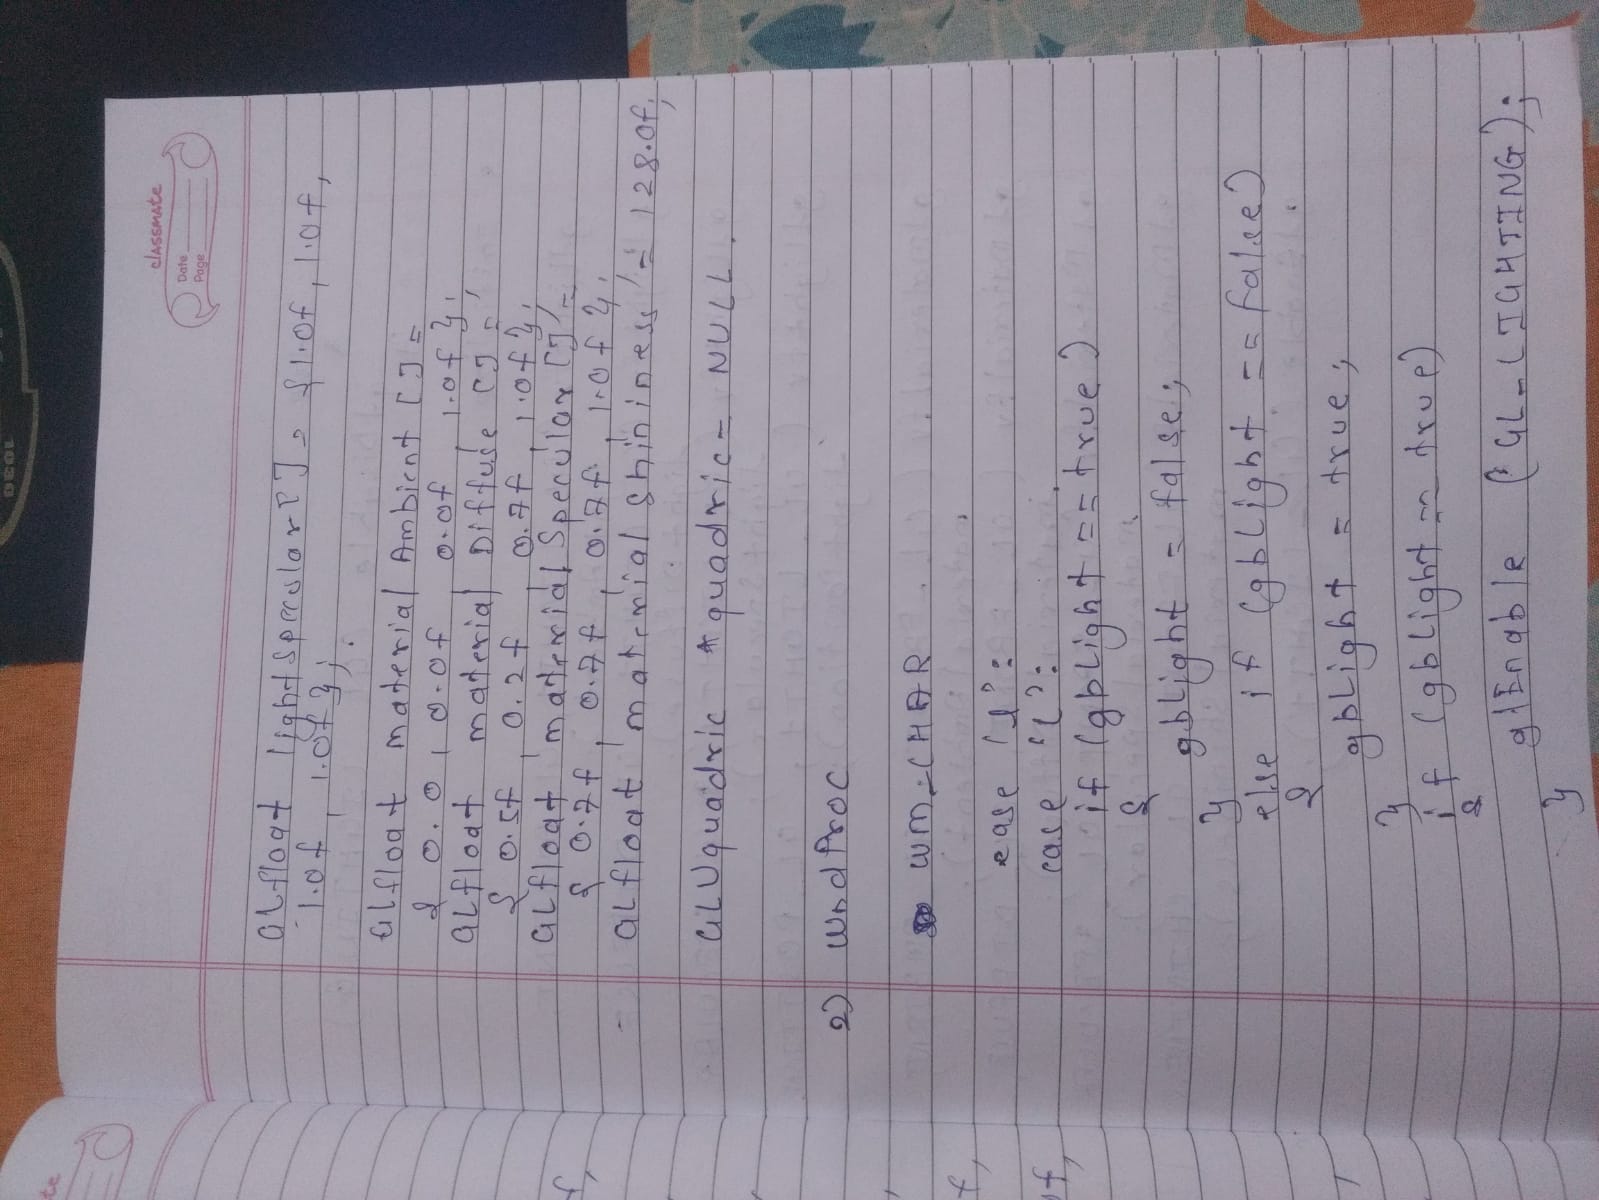 1030
te
classmate
Date
Page
GLfloat lightSpecular[] = {1.0f, 1.0f,
1.0f, 1.0f};
GLfloat material Ambient [] =
{ 0.0, 0.0f, 0.0f, 1.0f };
GLfloat material Diffuse [] =
{ 0.5f, 0.2f, 0.7f, 1.0f };
GLfloat material Specular [] =
{ 0.7f, 0.7f, 0.7f, 1.0f };
GLfloat material Shininess = 128.0f;
GLUquadric *quadric = NULL.
2) WndProc
WM_CHAR
case 'l':
case 'L':
if (gbLight == true)
{
gbLight = false;
}
else if (gbLight == false)
{
gbLight = true;
}
if (gbLight == true)
{
glEnable (GL_LIGHTING);
}
f,
f,
of,